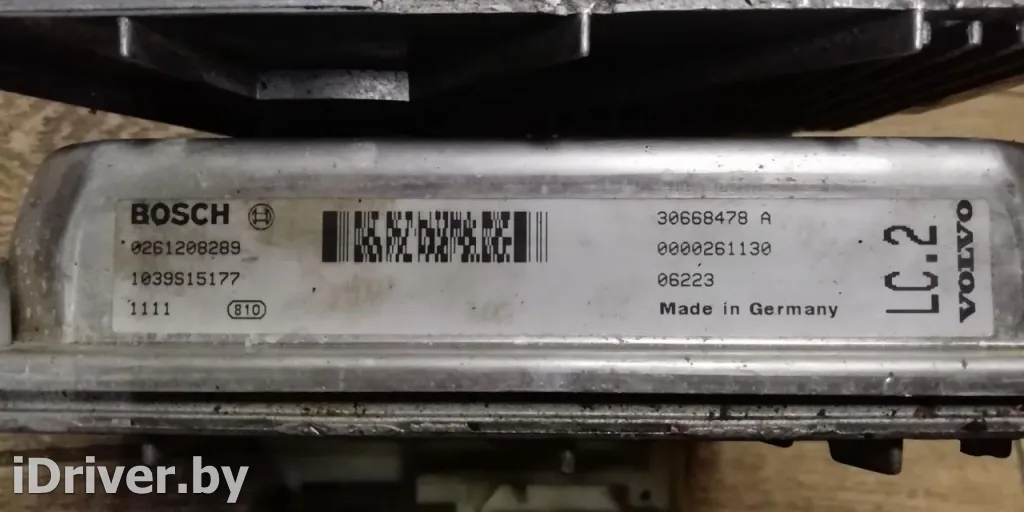 BOSCH
0261208289
1039S15177
1111 810
30668478 A
0000261130
06223
Made in Germany
LC.2
VOLVO
iDriver.by